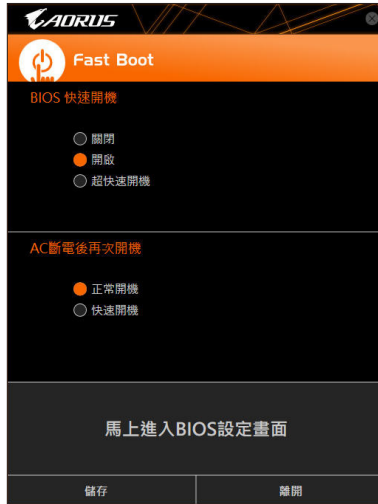 AORUS
Fast Boot
BIOS 快速開機
關閉
開啟
超快速開機
AC斷電後再次開機
正常開機
快速開機
馬上進入BIOS設定畫面
儲存
離開